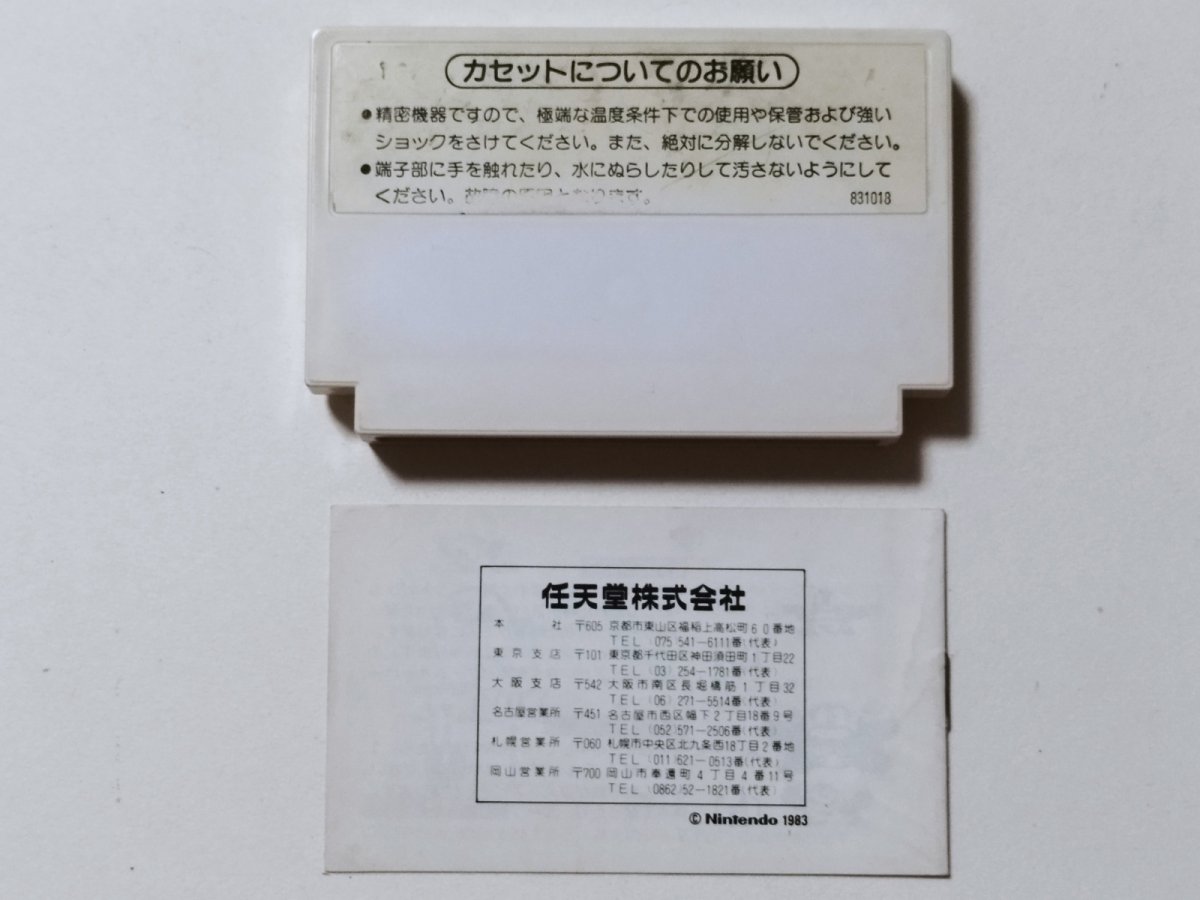 カセットについてのお願い
●精密機器ですので、極端な温度条件下での使用や保管および強い
ショックをさけてください。また、絶対に分解しないでください。
●端子部に手を触れたり、水にぬらしたりして汚さないようにして
ください。故障の原因となります。
831018
任天堂株式会社
本社 〒605 京都市東山区福稲上高松町60番地
TEL (075)541-6111番(代表)
東京支店 〒101 東京都千代田区神田須田町1丁目22
TEL (03) 254-1781番(代表)
大阪支店 〒542 大阪市南区長堀橋筋1丁目32
TEL (06) 271-5514番(代表)
名古屋営業所 〒451 名古屋市西区幅下2丁目18番9号
TEL (052)571-2506番(代表)
札幌営業所 〒060 札幌市中央区北九条西18丁目2番地
TEL (011)621-0513番(代表)
岡山営業所 〒700 岡山市奉還町4丁目4番11号
TEL (0862)52-1821番(代表)
© Nintendo 1983